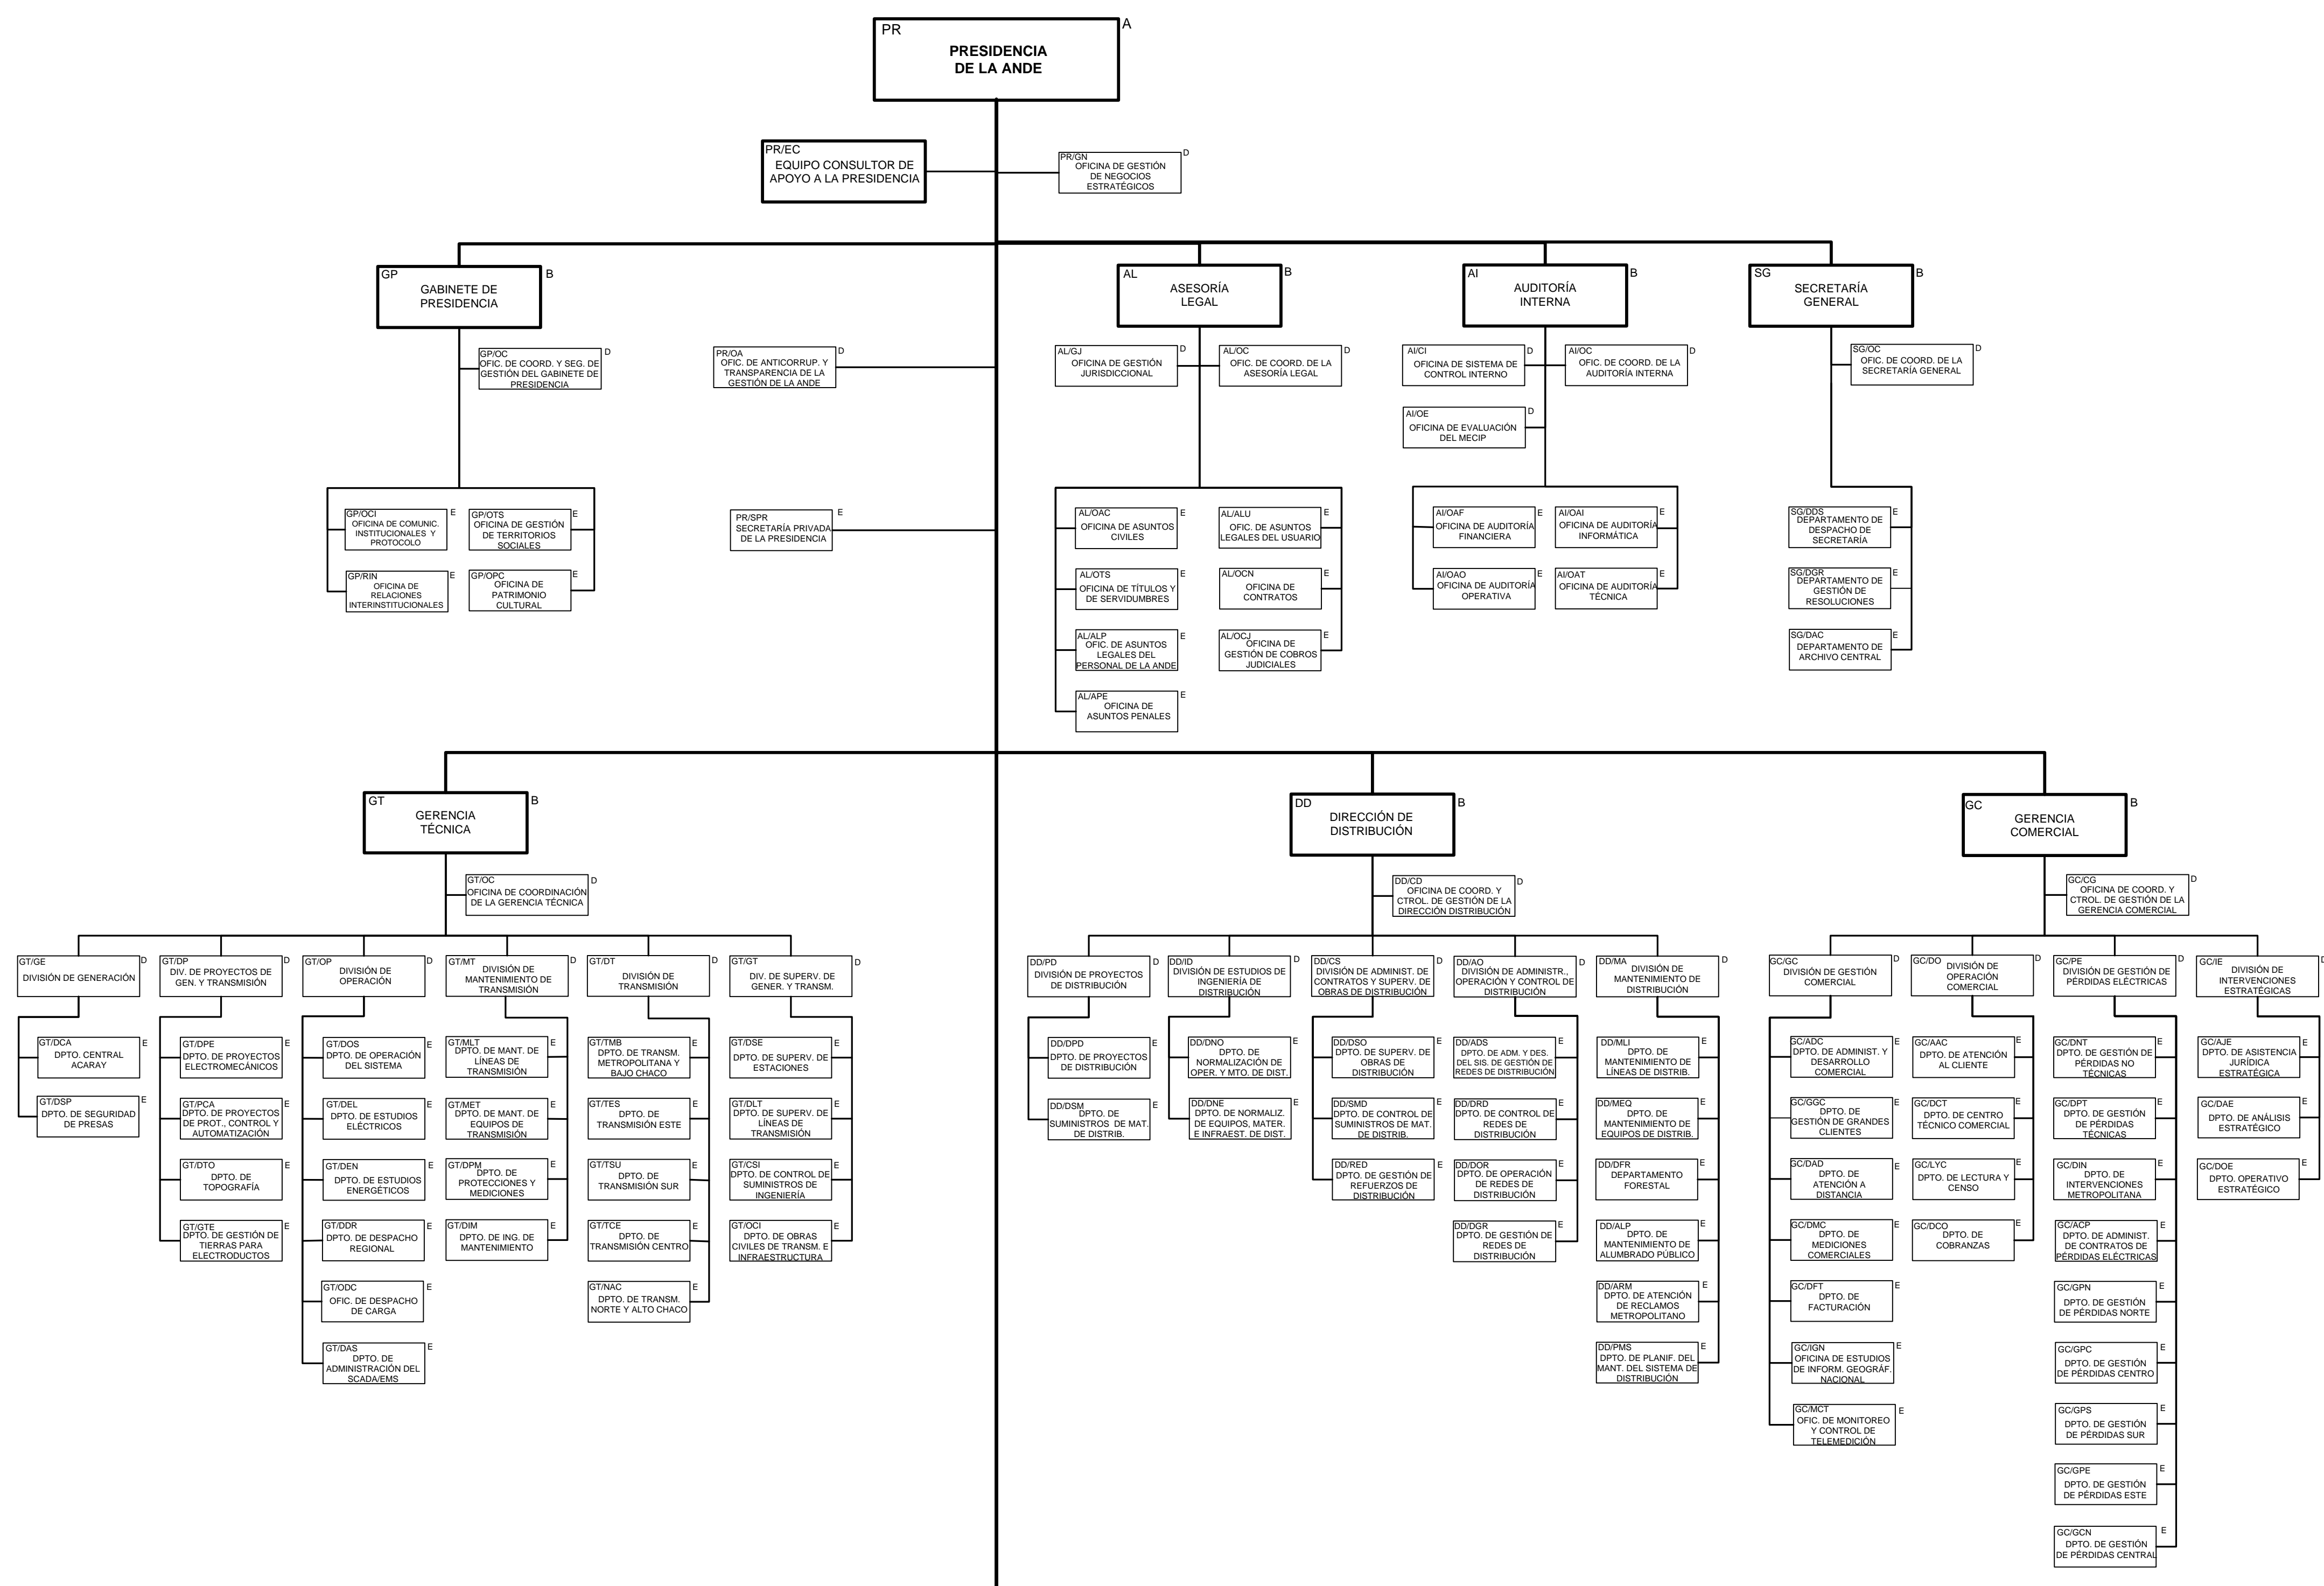 PR
A
PRESIDENCIA
DE LA ANDE
PR/EC
EQUIPO CONSULTOR DE
APOYO A LA PRESIDENCIA
PR/GN
D
OFICINA DE GESTIÓN
DE NEGOCIOS
ESTRATÉGICOS
GP
B
GABINETE DE
PRESIDENCIA
AL
B
ASESORÍA
LEGAL
AI
B
AUDITORÍA
INTERNA
SG
B
SECRETARÍA
GENERAL
GP/OC
D
OFIC. DE COORD. Y SEG. DE
GESTIÓN DEL GABINETE DE
PRESIDENCIA
PR/OA
D
OFIC. DE ANTICORRUP. Y
TRANSPARENCIA DE LA
GESTIÓN DE LA ANDE
AL/GJ
D
OFICINA DE GESTIÓN
JURISDICCIONAL
AL/OC
D
OFIC. DE COORD. DE LA
ASESORÍA LEGAL
AI/CI
D
OFICINA DE SISTEMA DE
CONTROL INTERNO
AI/OC
D
OFIC. DE COORD. DE LA
AUDITORÍA INTERNA
SG/OC
D
OFIC. DE COORD. DE LA
SECRETARÍA GENERAL
AI/OE
D
OFICINA DE EVALUACIÓN
DEL MECIP
GP/OCI
E
OFICINA DE COMUNIC.
INSTITUCIONALES Y
PROTOCOLO
GP/OTS
E
OFICINA DE GESTIÓN
DE TERRITORIOS
SOCIALES
GP/RIN
E
OFICINA DE
RELACIONES
INTERINSTITUCIONALES
GP/OPC
E
OFICINA DE
PATRIMONIO
CULTURAL
PR/SPR
E
SECRETARÍA PRIVADA
DE LA PRESIDENCIA
AL/OAC
E
OFICINA DE ASUNTOS
CIVILES
AL/ALU
E
OFIC. DE ASUNTOS
LEGALES DEL USUARIO
AL/OTS
E
OFICINA DE TÍTULOS Y
DE SERVIDUMBRES
AL/OCN
E
OFICINA DE
CONTRATOS
AL/ALP
E
OFIC. DE ASUNTOS
LEGALES DEL
PERSONAL DE LA ANDE
AL/OCJ
E
OFICINA DE
GESTIÓN DE COBROS
JUDICIALES
AL/APE
E
OFICINA DE
ASUNTOS PENALES
AI/OAF
E
OFICINA DE AUDITORÍA
FINANCIERA
AI/OAI
E
OFICINA DE AUDITORÍA
INFORMÁTICA
AI/OAO
E
OFICINA DE AUDITORÍA
OPERATIVA
AI/OAT
E
OFICINA DE AUDITORÍA
TÉCNICA
SG/DDS
E
DEPARTAMENTO DE
DESPACHO DE
SECRETARÍA
SG/DGR
E
DEPARTAMENTO DE
GESTIÓN DE
RESOLUCIONES
SG/DAC
E
DEPARTAMENTO DE
ARCHIVO CENTRAL
GT
B
GERENCIA
TÉCNICA
DD
B
DIRECCIÓN DE
DISTRIBUCIÓN
GC
B
GERENCIA
COMERCIAL
GT/OC
D
OFICINA DE COORDINACIÓN
DE LA GERENCIA TÉCNICA
DD/CD
D
OFICINA DE COORD. Y
CTROL. DE GESTIÓN DE LA
DIRECCIÓN DISTRIBUCIÓN
GC/CG
D
OFICINA DE COORD. Y
CTROL. DE GESTIÓN DE LA
GERENCIA COMERCIAL
GT/GE
D
DIVISIÓN DE GENERACIÓN
GT/DCA
E
DPTO. CENTRAL
ACARAY
GT/DSP
E
DPTO. DE SEGURIDAD
DE PRESAS
GT/DP
D
DIV. DE PROYECTOS DE
GEN. Y TRANSMISIÓN
GT/DPE
E
DPTO. DE PROYECTOS
ELECTROMECÁNICOS
GT/PCA
E
DPTO. DE PROYECTOS
DE PROT., CONTROL Y
AUTOMATIZACIÓN
GT/DTO
E
DPTO. DE
TOPOGRAFÍA
GT/GTE
E
DPTO. DE GESTIÓN DE
TIERRAS PARA
ELECTRODUCTOS
GT/OP
D
DIVISIÓN DE
OPERACIÓN
GT/DOS
E
DPTO. DE OPERACIÓN
DEL SISTEMA
GT/DEL
E
DPTO. DE ESTUDIOS
ELÉCTRICOS
GT/DEN
E
DPTO. DE ESTUDIOS
ENERGÉTICOS
GT/DDR
E
DPTO. DE DESPACHO
REGIONAL
GT/ODC
E
OFIC. DE DESPACHO
DE CARGA
GT/DAS
E
DPTO. DE
ADMINISTRACIÓN DEL
SCADA/EMS
GT/MT
D
DIVISIÓN DE
MANTENIMIENTO DE
TRANSMISIÓN
GT/MLT
E
DPTO. DE MANT. DE
LÍNEAS DE
TRANSMISIÓN
GT/MET
E
DPTO. DE MANT. DE
EQUIPOS DE
TRANSMISIÓN
GT/DPM
E
DPTO. DE
PROTECCIONES Y
MEDICIONES
GT/DIM
E
DPTO. DE ING. DE
MANTENIMIENTO
GT/DT
D
DIVISIÓN DE
TRANSMISIÓN
GT/TMB
E
DPTO. DE TRANSM.
METROPOLITANA Y
BAJO CHACO
GT/TES
E
DPTO. DE
TRANSMISIÓN ESTE
GT/TSU
E
DPTO. DE
TRANSMISIÓN SUR
GT/TCE
E
DPTO. DE
TRANSMISIÓN CENTRO
GT/NAC
E
DPTO. DE TRANSM.
NORTE Y ALTO CHACO
GT/GT
D
DIV. DE SUPERV. DE
GENER. Y TRANSM.
GT/DSE
E
DPTO. DE SUPERV. DE
ESTACIONES
GT/DLT
E
DPTO. DE SUPERV. DE
LÍNEAS DE
TRANSMISIÓN
GT/CSI
E
DPTO. DE CONTROL DE
SUMINISTROS DE
INGENIERÍA
GT/OCI
E
DPTO. DE OBRAS
CIVILES DE TRANSM. E
INFRAESTRUCTURA
DD/PD
D
DIVISIÓN DE PROYECTOS
DE DISTRIBUCIÓN
DD/DPD
E
DPTO. DE PROYECTOS
DE DISTRIBUCIÓN
DD/DSM
E
DPTO. DE
SUMINISTROS DE MAT.
DE DISTRIB.
DD/ID
D
DIVISIÓN DE ESTUDIOS DE
INGENIERÍA DE
DISTRIBUCIÓN
DD/DNO
E
DPTO. DE
NORMALIZACIÓN DE
OPER. Y MTO. DE DIST.
DD/DNE
E
DPTO. DE NORMALIZ.
DE EQUIPOS, MATER.
E INFRAEST. DE DIST.
DD/CS
D
DIVISIÓN DE ADMINIST. DE
CONTRATOS Y SUPERV. DE
OBRAS DE DISTRIBUCIÓN
DD/DSO
E
DPTO. DE SUPERV. DE
OBRAS DE
DISTRIBUCIÓN
DD/SMD
E
DPTO. DE CONTROL DE
SUMINISTROS DE MAT.
DE DISTRIB.
DD/RED
E
DPTO. DE GESTIÓN DE
REFUERZOS DE
DISTRIBUCIÓN
DD/AO
D
DIVISIÓN DE ADMINISTR.,
OPERACIÓN Y CONTROL DE
DISTRIBUCIÓN
DD/ADS
E
DPTO. DE ADM. Y DES.
DEL SIS. DE GESTIÓN DE
REDES DE DISTRIBUCIÓN
DD/DRD
E
DPTO. DE CONTROL DE
REDES DE
DISTRIBUCIÓN
DD/DOR
E
DPTO. DE OPERACIÓN
DE REDES DE
DISTRIBUCIÓN
DD/DGR
E
DPTO. DE GESTIÓN DE
REDES DE
DISTRIBUCIÓN
DD/MA
D
DIVISIÓN DE
MANTENIMIENTO DE
DISTRIBUCIÓN
DD/MLI
E
DPTO. DE
MANTENIMIENTO DE
LÍNEAS DE DISTRIB.
DD/MEQ
E
DPTO. DE
MANTENIMIENTO DE
EQUIPOS DE DISTRIB.
DD/DFR
E
DEPARTAMENTO
FORESTAL
DD/ALP
E
DPTO. DE
MANTENIMIENTO DE
ALUMBRADO PÚBLICO
DD/ARM
E
DPTO. DE ATENCIÓN
DE RECLAMOS
METROPOLITANO
DD/PMS
E
DPTO. DE PLANIF. DEL
MANT. DEL SISTEMA DE
DISTRIBUCIÓN
GC/GC
D
DIVISIÓN DE GESTIÓN
COMERCIAL
GC/ADC
E
DPTO. DE ADMINIST. Y
DESARROLLO
COMERCIAL
GC/GGC
E
DPTO. DE
GESTIÓN DE GRANDES
CLIENTES
GC/DAD
E
DPTO. DE
ATENCIÓN A
DISTANCIA
GC/DMC
E
DPTO. DE
MEDICIONES
COMERCIALES
GC/DFT
E
DPTO. DE
FACTURACIÓN
GC/IGN
E
OFICINA DE ESTUDIOS
DE INFORM. GEOGRÁF.
NACIONAL
GC/MCT
E
OFIC. DE MONITOREO
Y CONTROL DE
TELEMEDICIÓN
GC/DO
D
DIVISIÓN DE
OPERACIÓN
COMERCIAL
GC/AAC
E
DPTO. DE ATENCIÓN
AL CLIENTE
GC/DCT
E
DPTO. DE CENTRO
TÉCNICO COMERCIAL
GC/LYC
E
DPTO. DE LECTURA Y
CENSO
GC/DCO
E
DPTO. DE
COBRANZAS
GC/PE
D
DIVISIÓN DE GESTIÓN DE
PÉRDIDAS ELÉCTRICAS
GC/DNT
E
DPTO. DE GESTIÓN DE
PÉRDIDAS NO
TÉCNICAS
GC/DPT
E
DPTO. DE GESTIÓN
DE PÉRDIDAS
TÉCNICAS
GC/DIN
E
DPTO. DE
INTERVENCIONES
METROPOLITANA
GC/ACP
E
DPTO. DE ADMINIST.
DE CONTRATOS DE
PÉRDIDAS ELÉCTRICAS
GC/GPN
E
DPTO. DE GESTIÓN
DE PÉRDIDAS NORTE
GC/GPC
E
DPTO. DE GESTIÓN
DE PÉRDIDAS CENTRO
GC/GPS
E
DPTO. DE GESTIÓN
DE PÉRDIDAS SUR
GC/GPE
E
DPTO. DE GESTIÓN
DE PÉRDIDAS ESTE
GC/GCN
E
DPTO. DE GESTIÓN
DE PÉRDIDAS CENTRAL
GC/IE
D
DIVISIÓN DE
INTERVENCIONES
ESTRATÉGICAS
GC/AJE
E
DPTO. DE ASISTENCIA
JURÍDICA
ESTRATÉGICA
GC/DAE
E
DPTO. DE ANÁLISIS
ESTRATÉGICO
GC/DOE
E
DPTO. OPERATIVO
ESTRATÉGICO